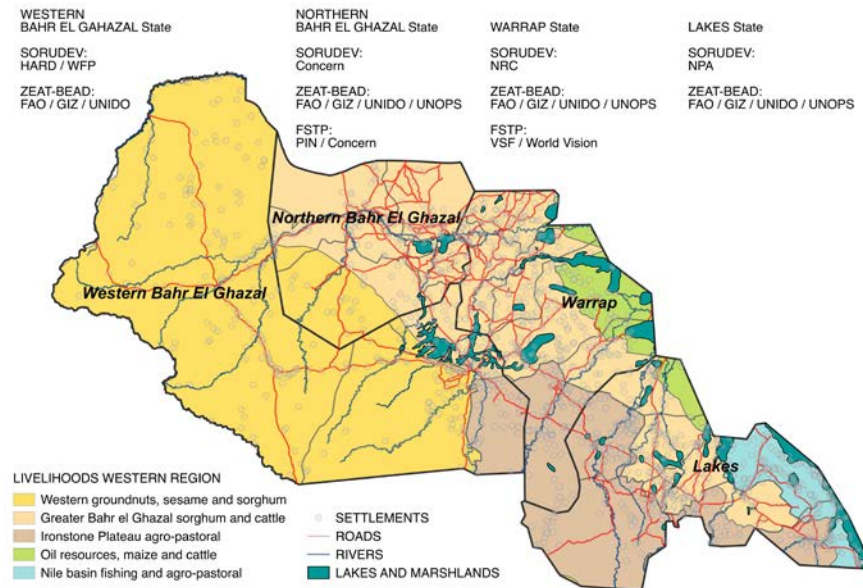 WESTERN
BAHR EL GAHAZAL State
SORUDEV:
HARD / WFP
ZEAT-BEAD:
FAO / GIZ / UNIDO
NORTHERN
BAHR EL GHAZAL State
SORUDEV:
Concern
ZEAT-BEAD:
FAO / GIZ / UNIDO / UNOPS
FSTP:
PIN / Concern
WARRAP State
SORUDEV:
NRC
ZEAT-BEAD:
FAO / GIZ / UNIDO / UNOPS
FSTP:
VSF / World Vision
LAKES State
SORUDEV:
NPA
ZEAT-BEAD:
FAO / GIZ / UNIDO / UNOPS
Northern Bahr El Ghazal
Western Bahr El Ghazal
Warrap
Lakes
LIVELIHOODS WESTERN REGION
Western groundnuts, sesame and sorghum
Greater Bahr el Ghazal sorghum and cattle
Ironstone Plateau agro-pastoral
Oil resources, maize and cattle
Nile basin fishing and agro-pastoral
SETTLEMENTS
ROADS
RIVERS
LAKES AND MARSHLANDS